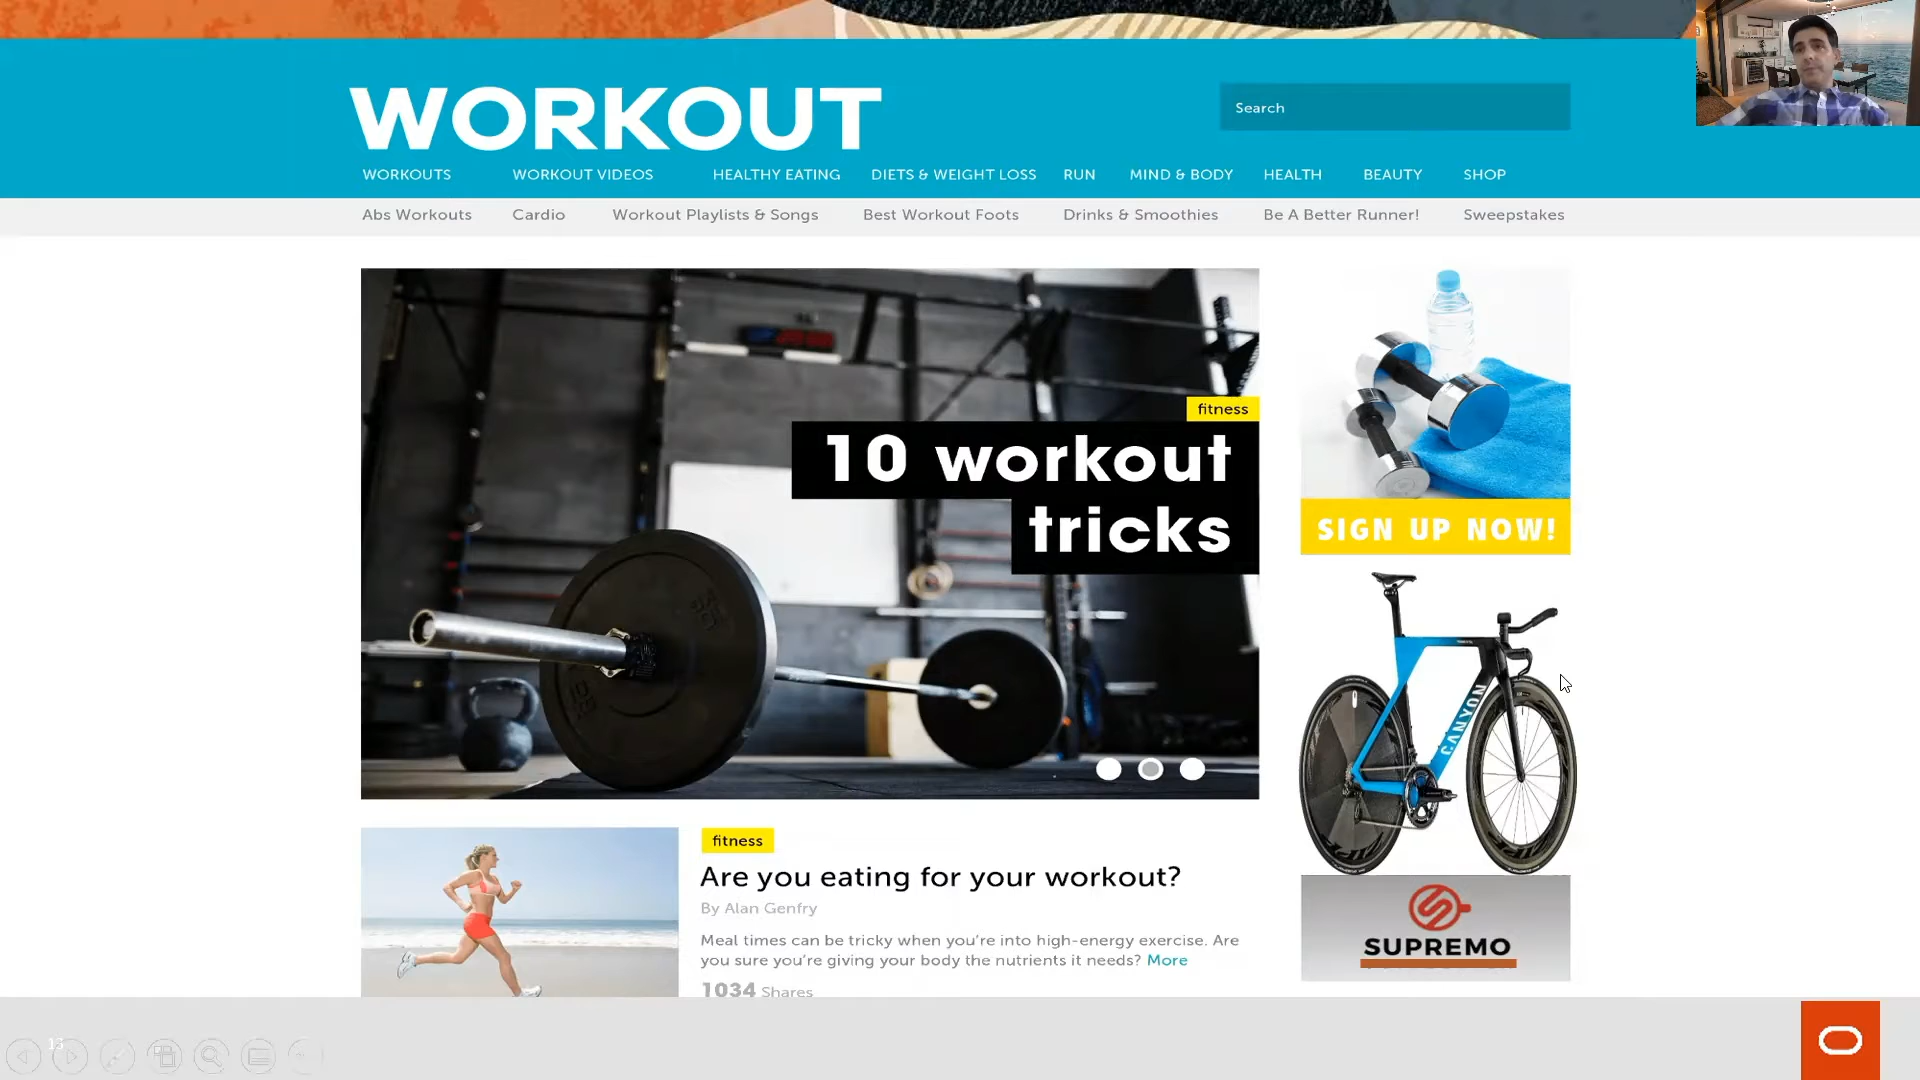 WORKOUT
Search
WORKOUTS WORKOUT VIDEOS HEALTHY EATING DIETS & WEIGHT LOSS RUN MIND & BODY HEALTH BEAUTY SHOP
Abs Workouts Cardio Workout Playlists & Songs Best Workout Foots Drinks & Smoothies Be A Better Runner! Sweepstakes
fitness
10 workout
tricks
SIGN UP NOW!
CANYON
fitness
Are you eating for your workout?
By Alan Genfry
Meal times can be tricky when you're into high-energy exercise. Are
you sure you're giving your body the nutrients it needs? More
1034 Shares
SUPREMO
13